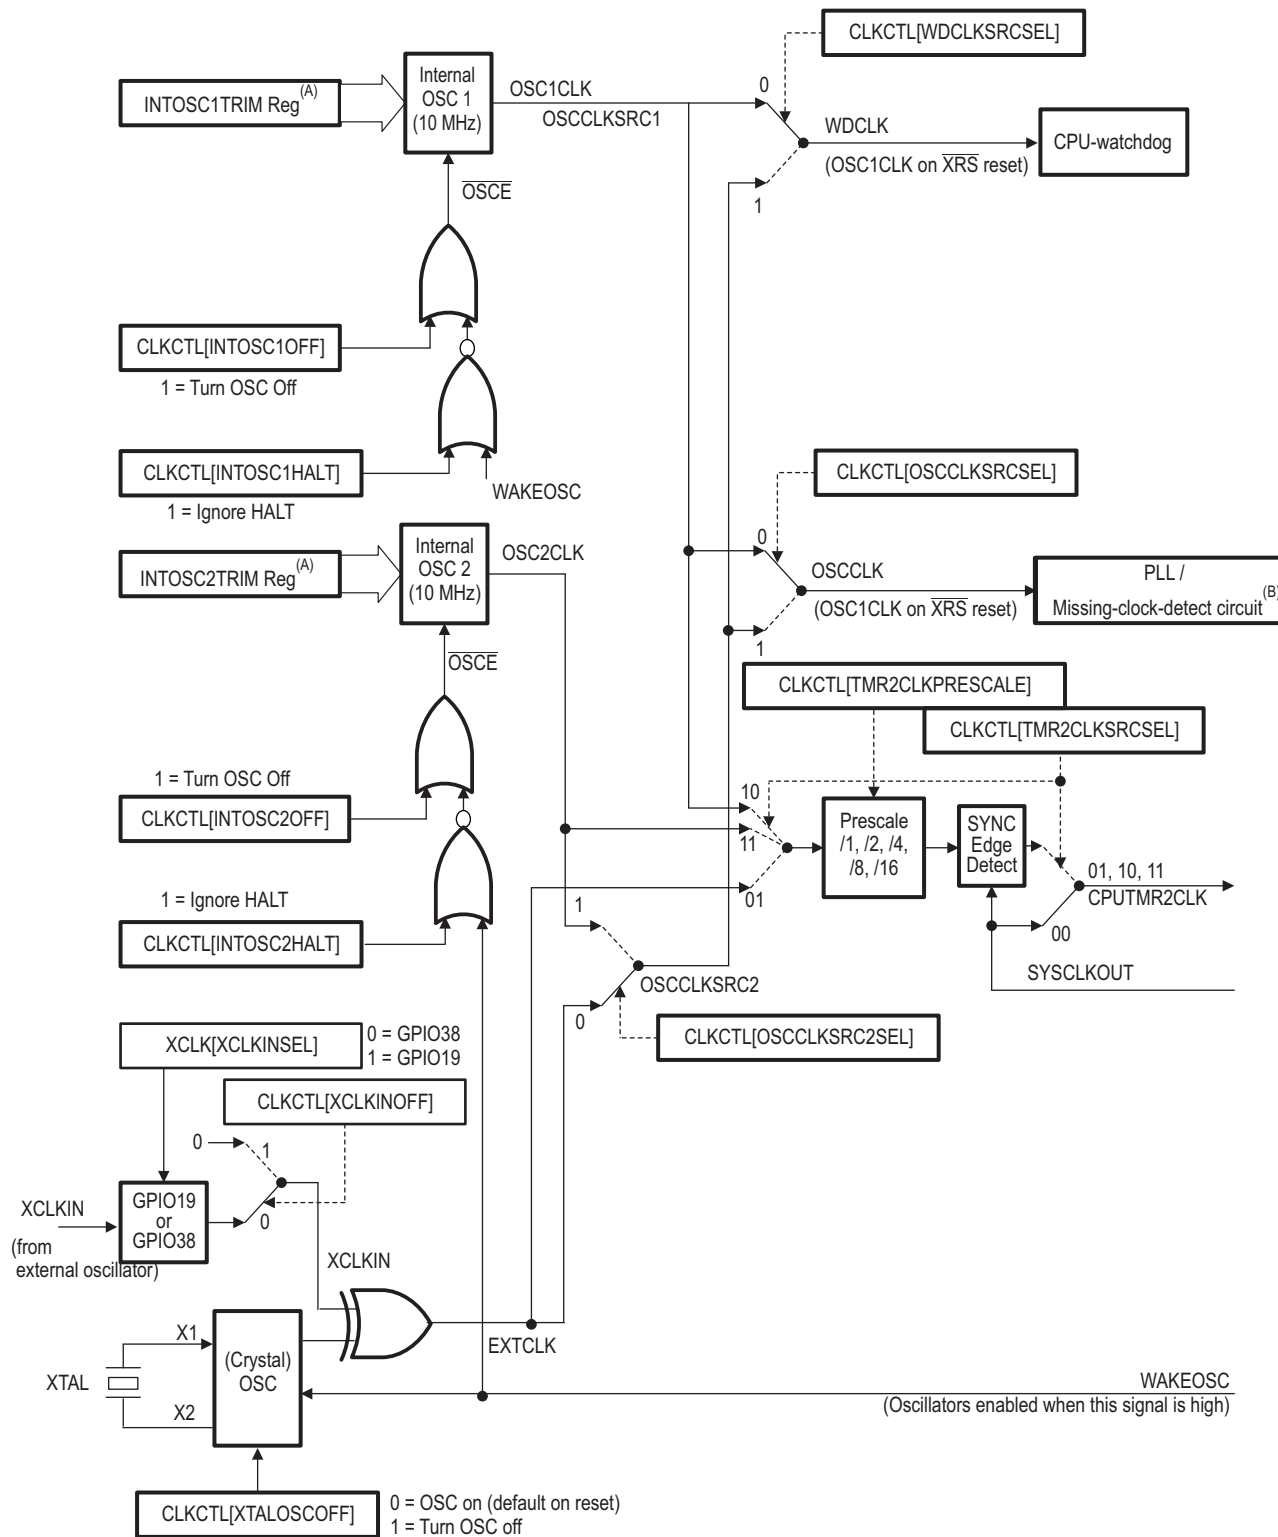 CLKCTL[WDCLKSRCSEL]
INTOSC1TRIM Reg(A)
Internal
OSC 1
(10 MHz)
OSC1CLK
OSCCLKSRC1
0
WDCLK
(OSC1CLK on XRS reset)
1
CPU-watchdog
OSCE
CLKCTL[INTOSC1OFF]
1 = Turn OSC Off
CLKCTL[INTOSC1HALT]
1 = Ignore HALT
WAKEOSC
CLKCTL[OSCCLKSRCSEL]
INTOSC2TRIM Reg(A)
Internal
OSC 2
(10 MHz)
OSC2CLK
0
OSCCLK
(OSC1CLK on XRS reset)
1
PLL /
Missing-clock-detect circuit(B)
OSCE
CLKCTL[TMR2CLKPRESCALE]
CLKCTL[TMR2CLKSRCSEL]
1 = Turn OSC Off
CLKCTL[INTOSC2OFF]
10
11
01
Prescale
/1, /2, /4,
/8, /16
SYNC
Edge
Detect
01, 10, 11
CPUTMR2CLK
00
SYSCLKOUT
1 = Ignore HALT
CLKCTL[INTOSC2HALT]
1
OSCCLKSRC2
0
CLKCTL[OSCCLKSRC2SEL]
XCLK[XCLKINSEL]
0 = GPIO38
1 = GPIO19
CLKCTL[XCLKINOFF]
0
1
0
XCLKIN
(from
external oscillator)
GPIO19
or
GPIO38
XCLKIN
EXTCLK
XTAL
X1
X2
(Crystal)
OSC
WAKEOSC
(Oscillators enabled when this signal is high)
CLKCTL[XTALOSCOFF]
0 = OSC on (default on reset)
1 = Turn OSC off